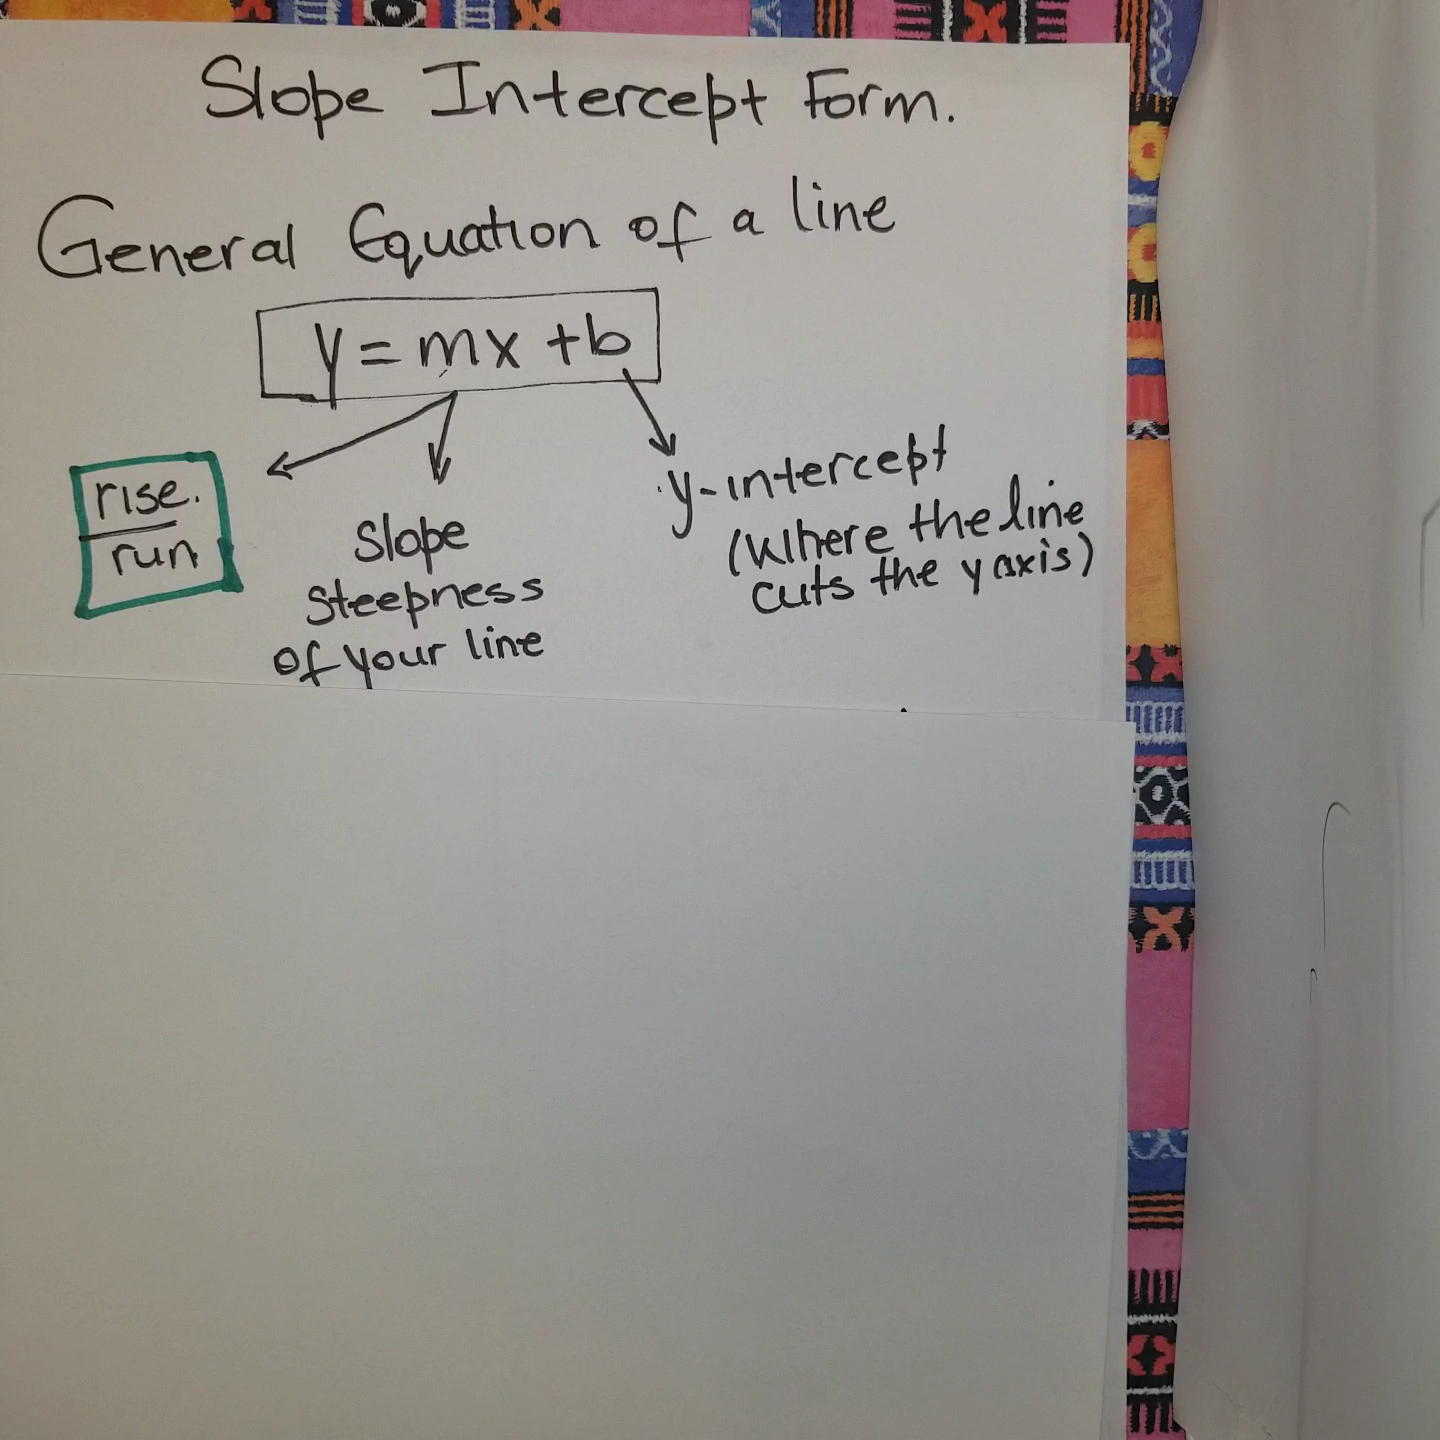 Slope Intercept Form.
General Equation of a line
y = mx + b
rise.
run
Slope
steepness
of your line
y-intercept
(Where the line
cuts the y axis)